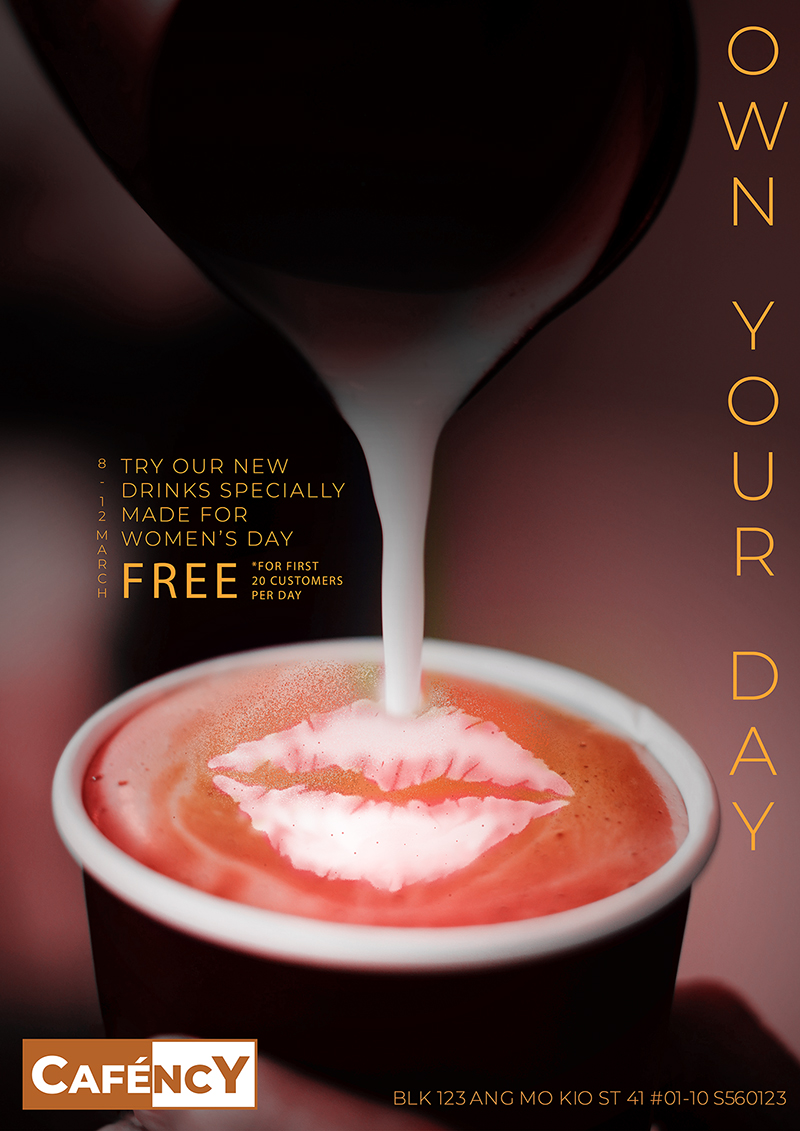 OWN YOUR DAY
8-12 MARCH
TRY OUR NEW
DRINKS SPECIALLY
MADE FOR
WOMEN'S DAY
FREE
*FOR FIRST
20 CUSTOMERS
PER DAY
CAFÉNCY
BLK 123 ANG MO KIO ST 41 #01-10 S560123